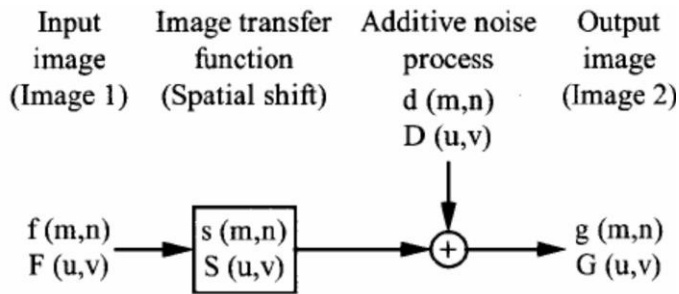 Input
image
(Image 1)
Image transfer
function
(Spatial shift)
Additive noise
process
d (m,n)
D (u,v)
Output
image
(Image 2)
f (m,n)
F (u,v)
s (m,n)
S (u,v)
+
g (m,n)
G (u,v)